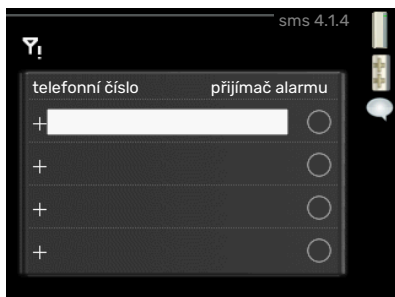 sms 4.1.4
telefonní číslo přijímač alarmu
+
+
+
+